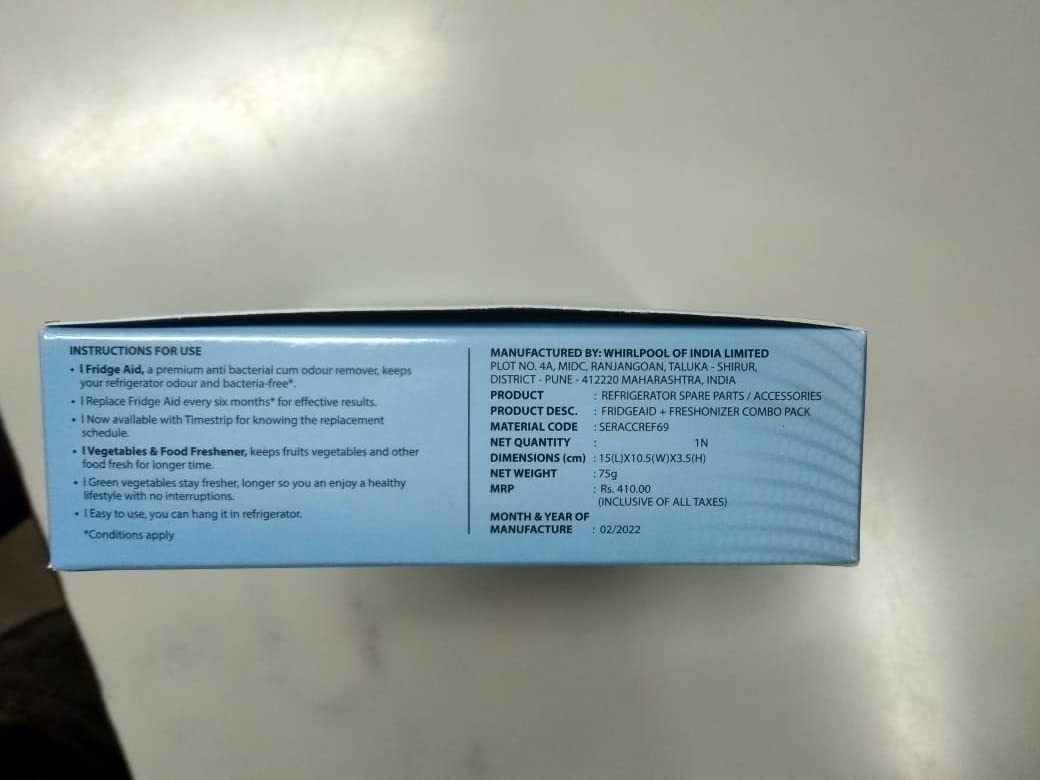 INSTRUCTIONS FOR USE
• I Fridge Aid, a premium anti bacterial cum odour remover, keeps
your refrigerator odour and bacteria-free*.
• I Replace Fridge Aid every six months* for effective results.
• I Now available with Timestrip for knowing the replacement
schedule.
• I Vegetables & Food Freshener, keeps fruits vegetables and other
food fresh for longer time.
• I Green vegetables stay fresher, longer so you an enjoy a healthy
lifestyle with no interruptions.
• I Easy to use, you can hang it in refrigerator.
*Conditions apply
MANUFACTURED BY: WHIRLPOOL OF INDIA LIMITED
PLOT NO. 4A, MIDC, RANJANGOAN, TALUKA - SHIRUR,
DISTRICT - PUNE - 412220 MAHARASHTRA, INDIA
PRODUCT : REFRIGERATOR SPARE PARTS / ACCESSORIES
PRODUCT DESC. : FRIDGEAID + FRESHONIZER COMBO PACK
MATERIAL CODE : SERACCREF69
NET QUANTITY : 1N
DIMENSIONS (cm) : 15(L)X10.5(W)X3.5(H)
NET WEIGHT : 75g
MRP : Rs. 410.00
(INCLUSIVE OF ALL TAXES)
MONTH & YEAR OF
MANUFACTURE : 02/2022